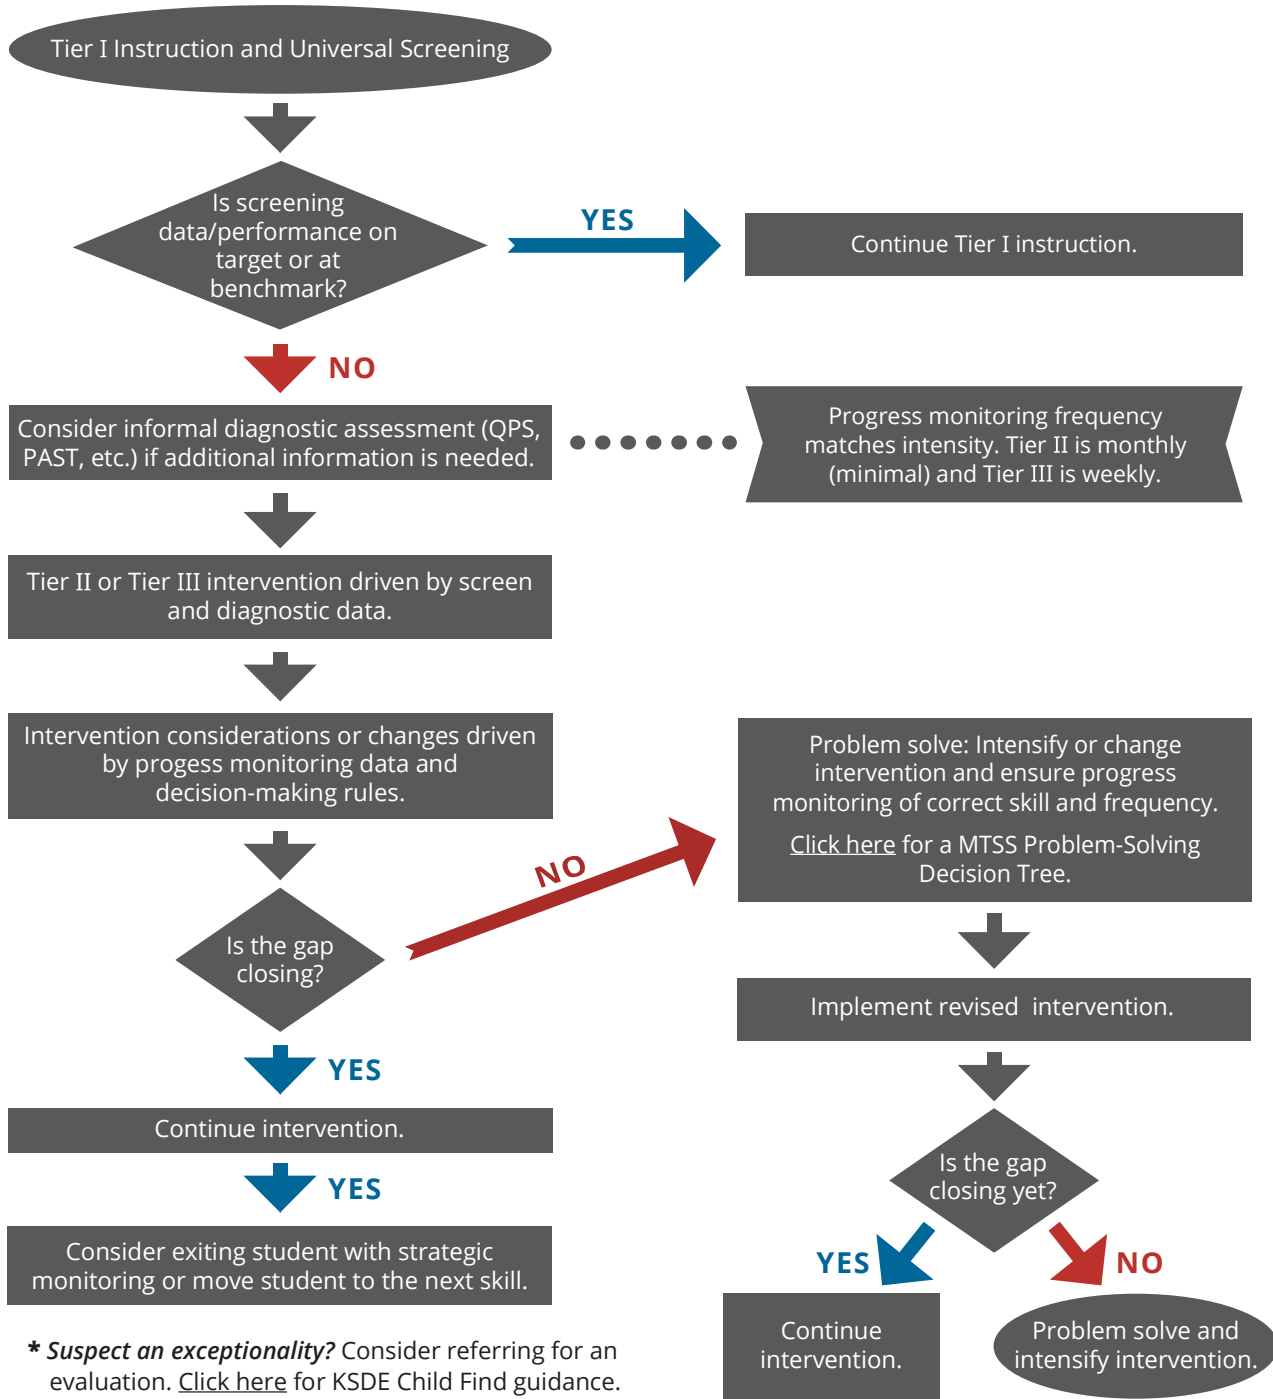 Tier I Instruction and Universal Screening
Is screening
data/performance on
target or at
benchmark?
YES
Continue Tier I instruction.
NO
Consider informal diagnostic assessment (QPS,
PAST, etc.) if additional information is needed.
Progress monitoring frequency
matches intensity. Tier II is monthly
(minimal) and Tier III is weekly.
Tier II or Tier III intervention driven by screen
and diagnostic data.
Intervention considerations or changes driven
by progess monitoring data and
decision-making rules.
Is the gap
closing?
NO
Problem solve: Intensify or change
intervention and ensure progress
monitoring of correct skill and frequency.
Click here for a MTSS Problem-Solving
Decision Tree.
YES
Continue intervention.
YES
Consider exiting student with strategic
monitoring or move student to the next skill.
Implement revised intervention.
Is the gap
closing yet?
YES
NO
Continue
intervention.
Problem solve and
intensify intervention.
* Suspect an exceptionality? Consider referring for an
evaluation. Click here for KSDE Child Find guidance.